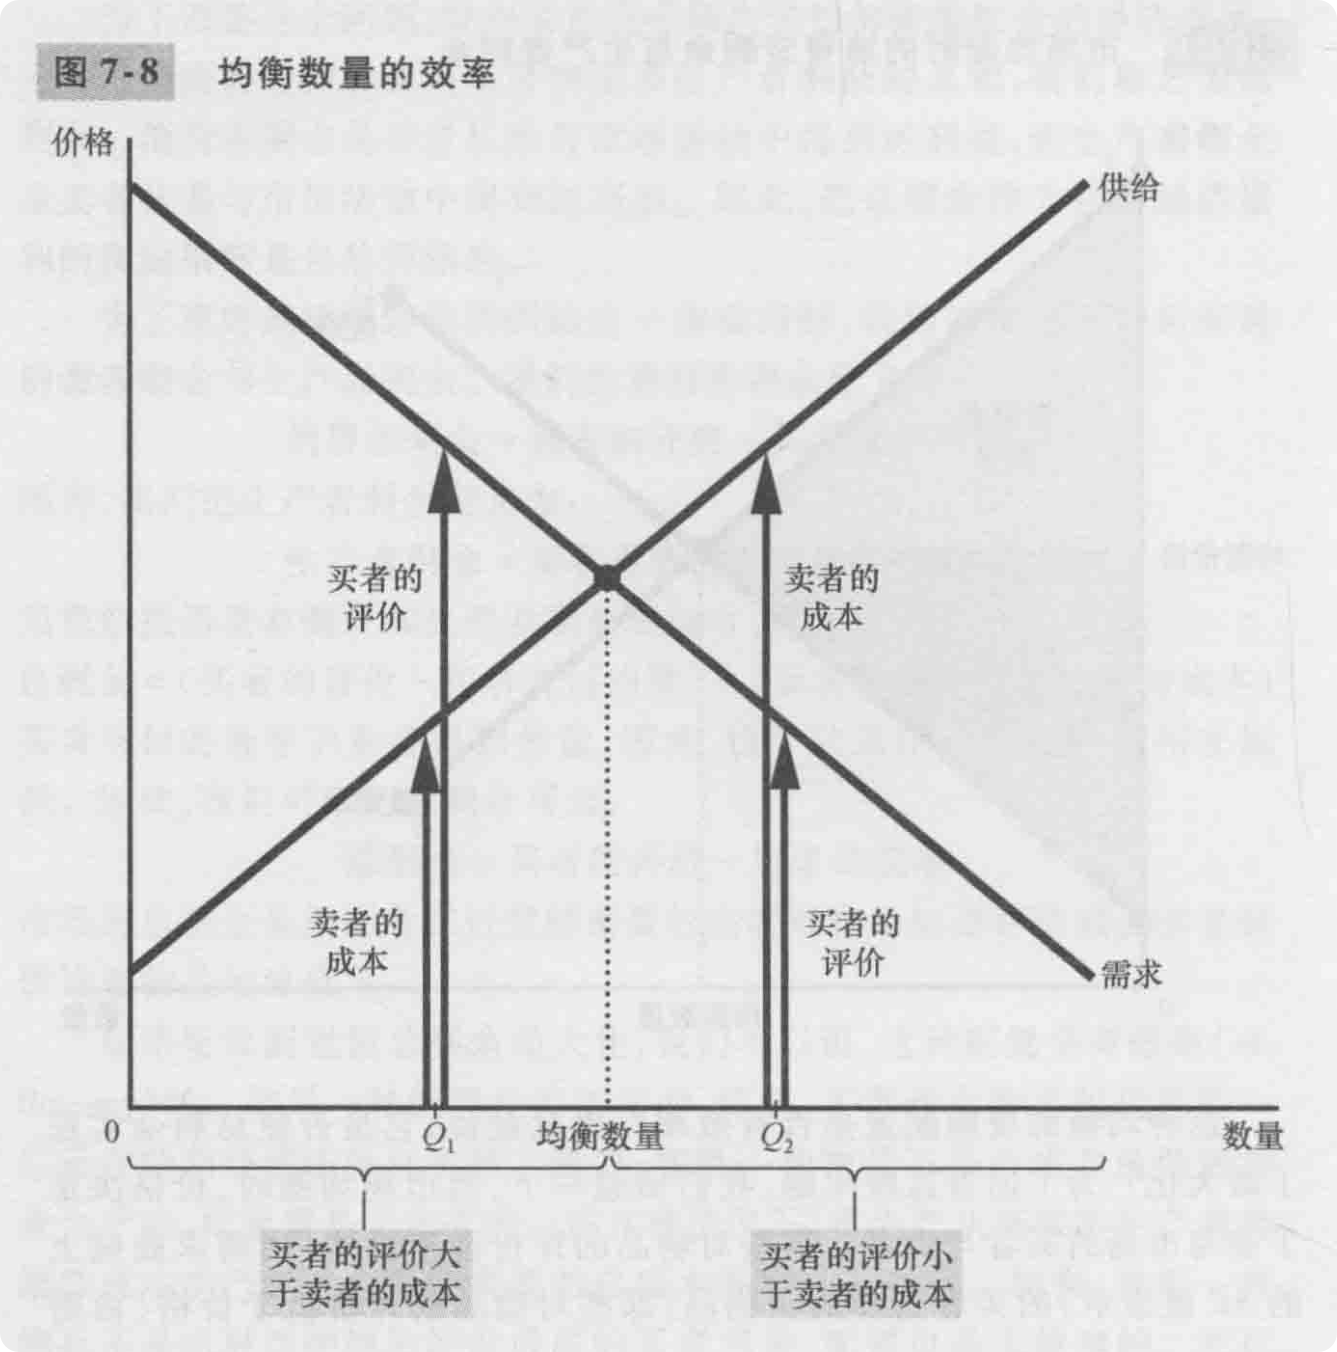 图 7-8 均衡数量的效率
价格
供给
买者的
评价
卖者的
成本
卖者的
成本
买者的
评价
需求
0
Q₁
均衡数量
Q₂
数量
买者的评价大
于卖者的成本
买者的评价小
于卖者的成本